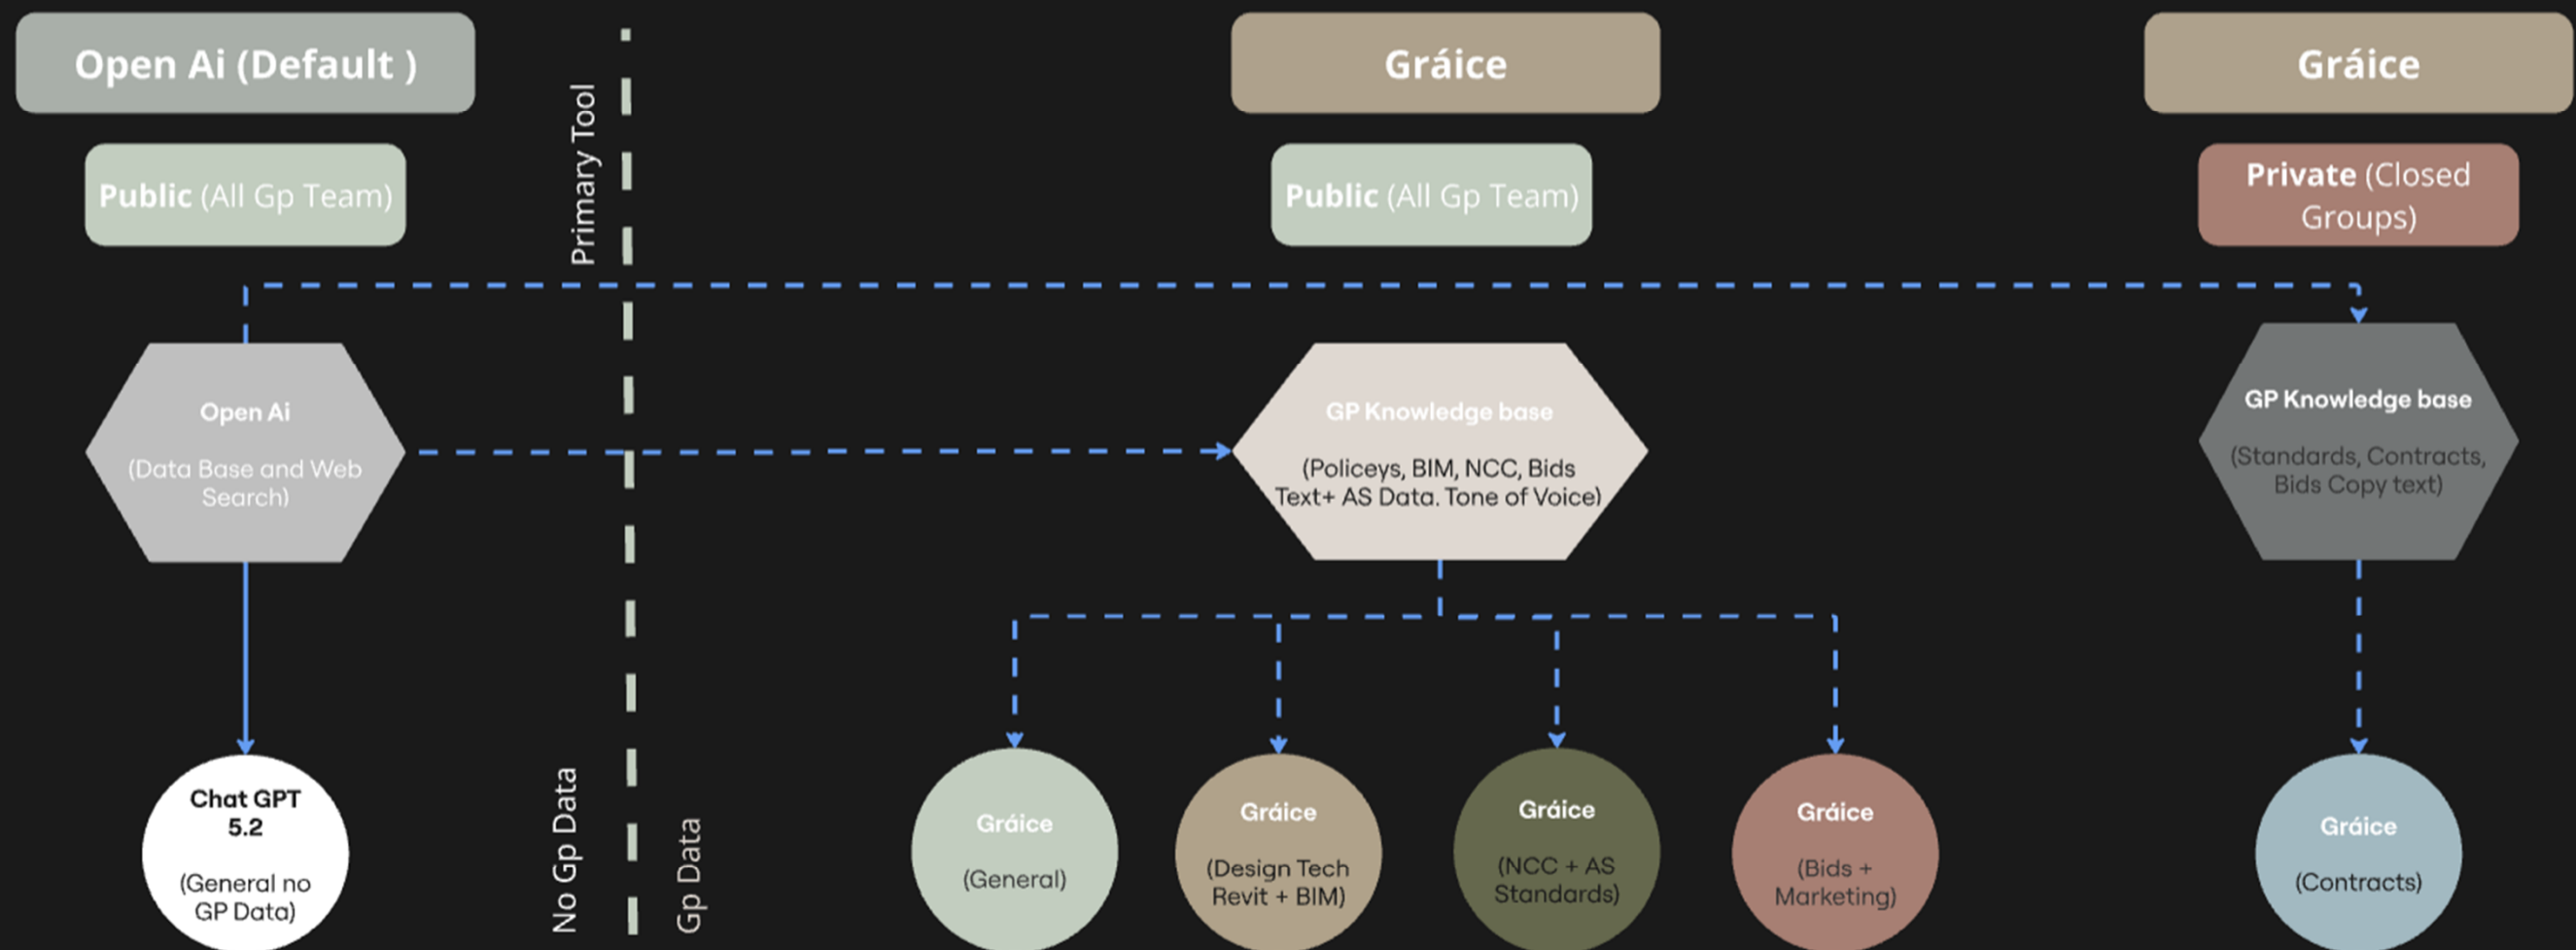 Open Ai (Default )
Gráice
Gráice
Public (All Gp Team)
Primary Tool
Public (All Gp Team)
Private (Closed
Groups)
Open Ai
(Data Base and Web
Search)
GP Knowledge base
(Policeys, BIM, NCC, Bids
Text+ AS Data. Tone of Voice)
GP Knowledge base
(Standards, Contracts,
Bids Copy text)
No Gp Data
Gp Data
Chat GPT
5.2
(General no
GP Data)
Gráice
(General)
Gráice
(Design Tech
Revit + BIM)
Gráice
(NCC + AS
Standards)
Gráice
(Bids +
Marketing)
Gráice
(Contracts)